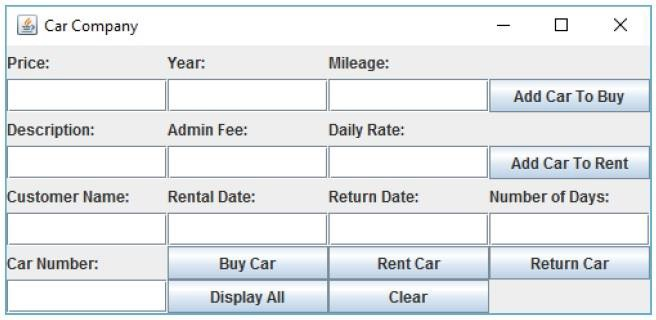 Car Company
Price: Year: Mileage:
Add Car To Buy
Description: Admin Fee: Daily Rate:
Add Car To Rent
Customer Name: Rental Date: Return Date: Number of Days:
Car Number: Buy Car Rent Car Return Car
Display All Clear